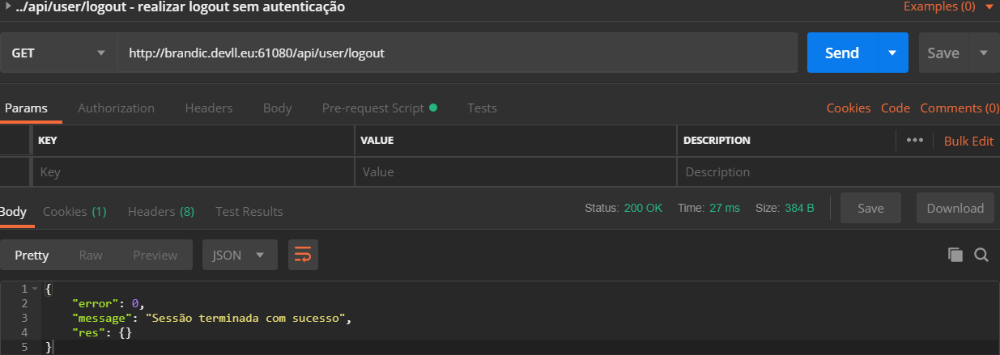 ../api/user/logout - realizar logout sem autenticação Examples (0)
GET http://brandic.devll.eu:61080/api/user/logout Send Save
Params Authorization Headers Body Pre-request Script Tests Cookies Code Comments (0)
KEY VALUE DESCRIPTION ••• Bulk Edit
Key Value Description
Body Cookies (1) Headers (8) Test Results Status: 200 OK Time: 27 ms Size: 384 B Save Download
Pretty Raw Preview JSON
1 {
2 "error": 0,
3 "message": "Sessão terminada com sucesso",
4 "res": {}
5 }